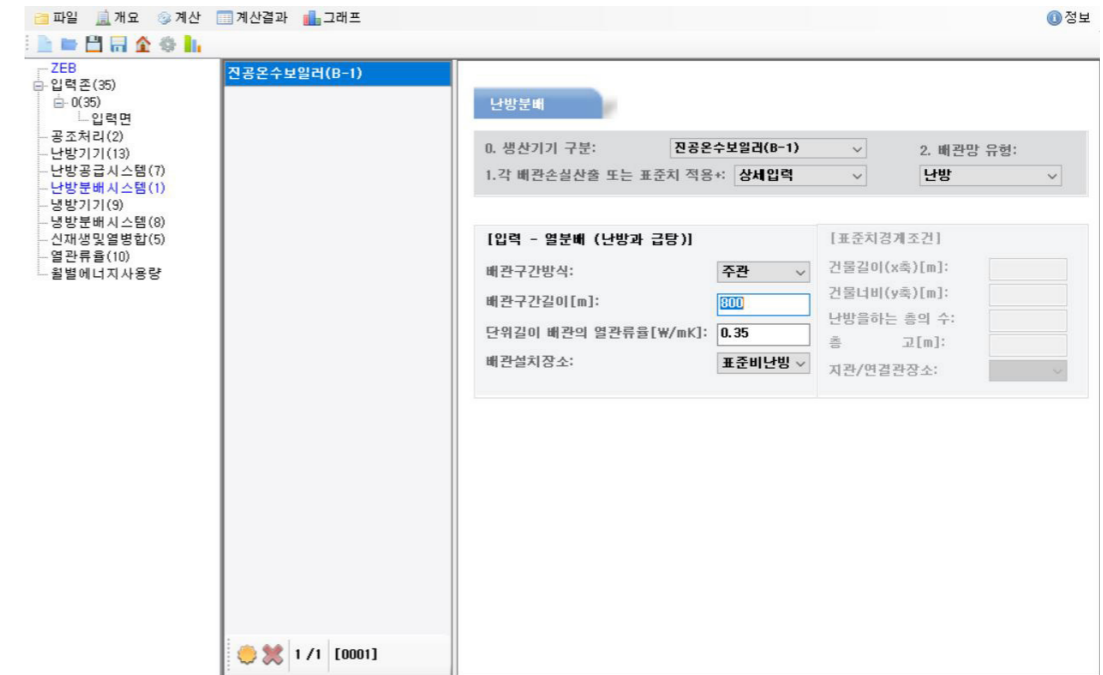 파일 개요 계산 계산결과 그래프 정보
ZEB
입력존(35)
0(35)
입력면
공조처리(2)
난방기기(13)
난방공급시스템(7)
난방분배시스템(1)
냉방기기(9)
냉방분배시스템(8)
신재생및열병합(5)
열관류율(10)
월별에너지사용량
진공온수보일러(B-1)
1 /1 [0001]
난방분배
0. 생산기기 구분: 진공온수보일러(B-1) 2. 배관망 유형:
1.각 배관손실산출 또는 표준치 적용+: 상세입력 난방
[입력 - 열분배 (난방과 급탕)]
배관구간방식: 주관
배관구간길이[m]: 800
단위길이 배관의 열관류율[₩/mK]: 0.35
배관설치장소: 표준비난빙
[표준치경계조건]
건물길이(x축)[m]:
건물너비(y축)[m]:
난방을하는 층의 수:
층 고[m]:
지관/연결관장소: